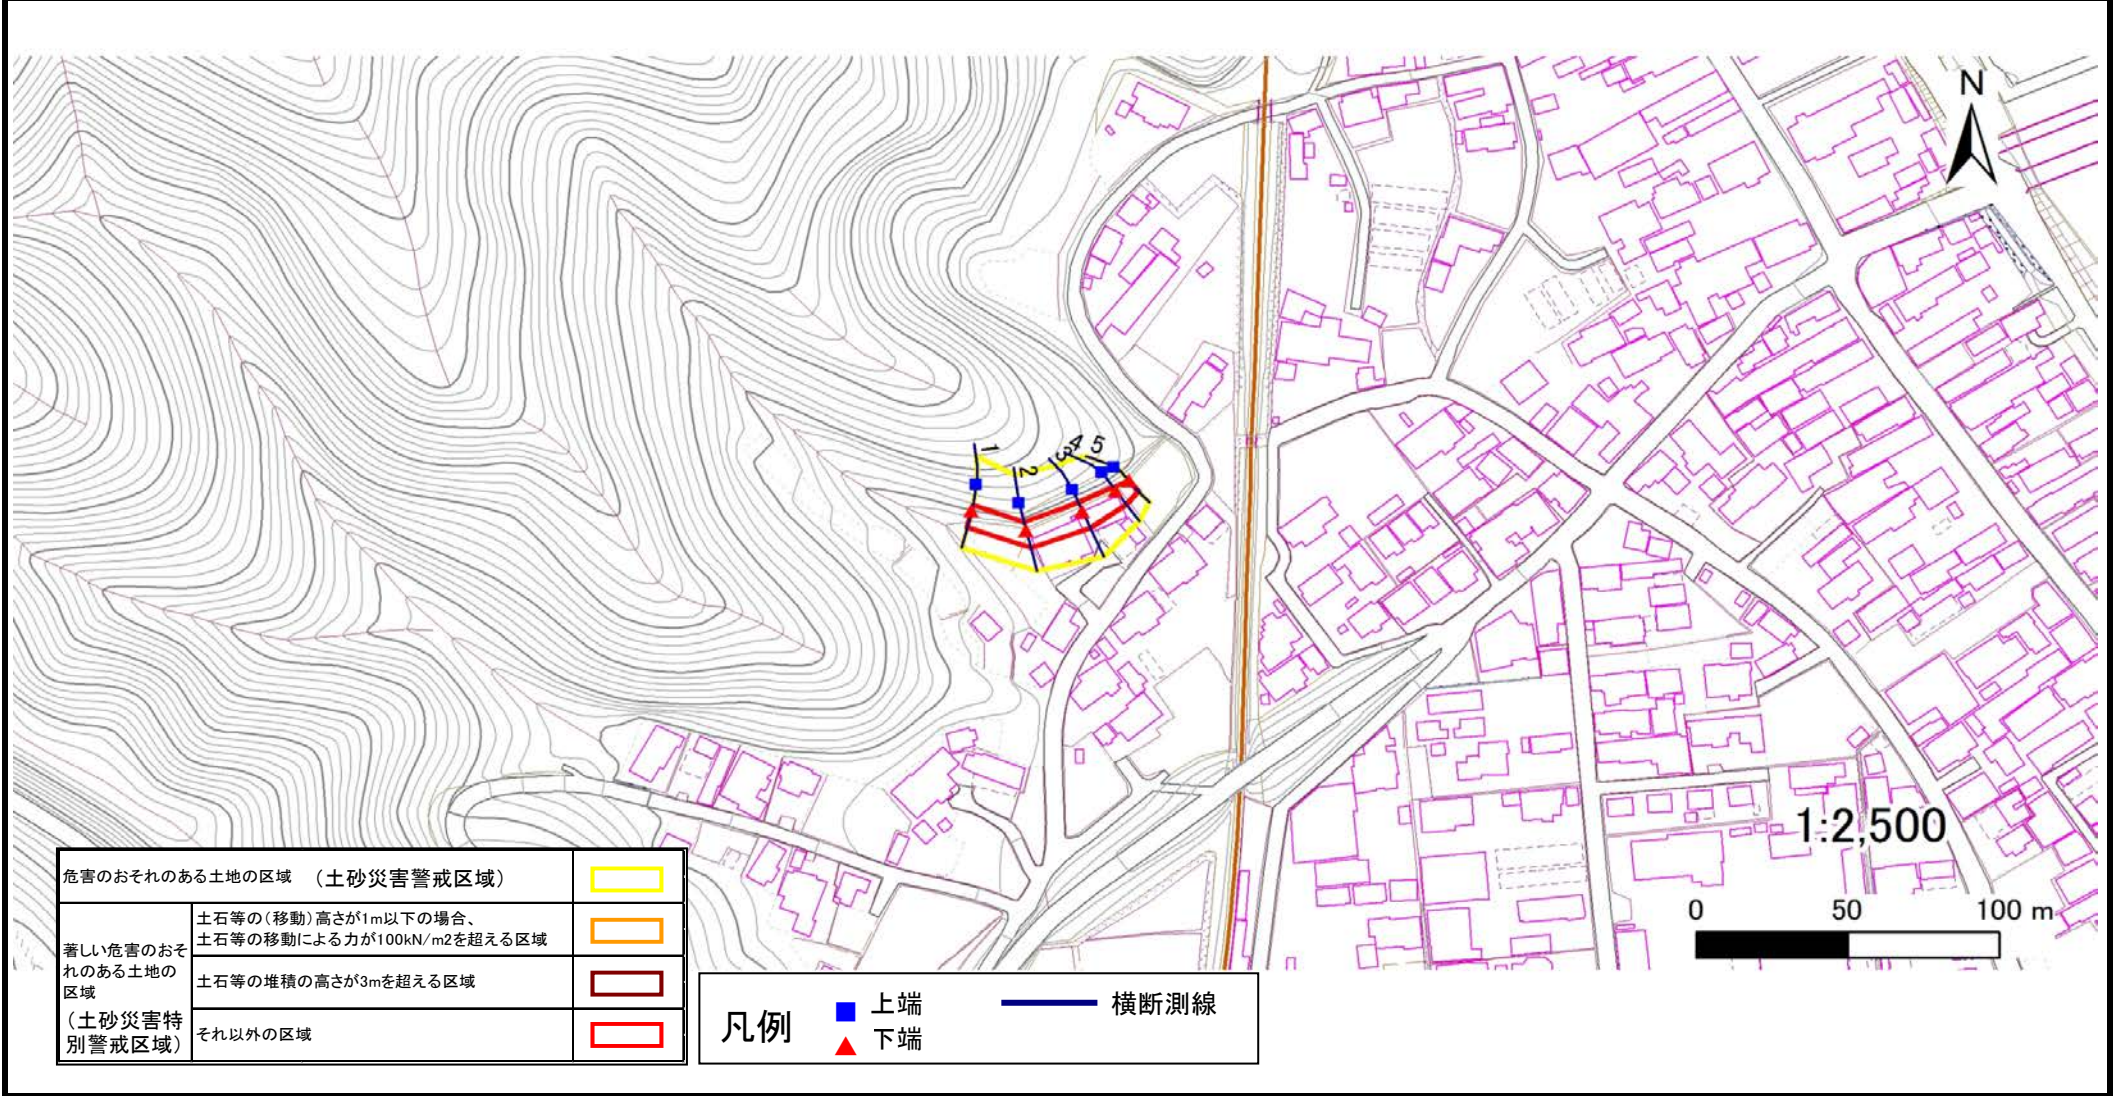 N
1
2
3
4
5
1:2,500
0 50 100 m
危害のおそれのある土地の区域 (土砂災害警戒区域)
著しい危害のおそ
れのある土地の
区域
(土砂災害特
別警戒区域)
土石等の(移動)高さが1m以下の場合、
土石等の移動による力が100kN/m2を超える区域
土石等の堆積の高さが3mを超える区域
それ以外の区域
凡例
上端
下端
横断測線